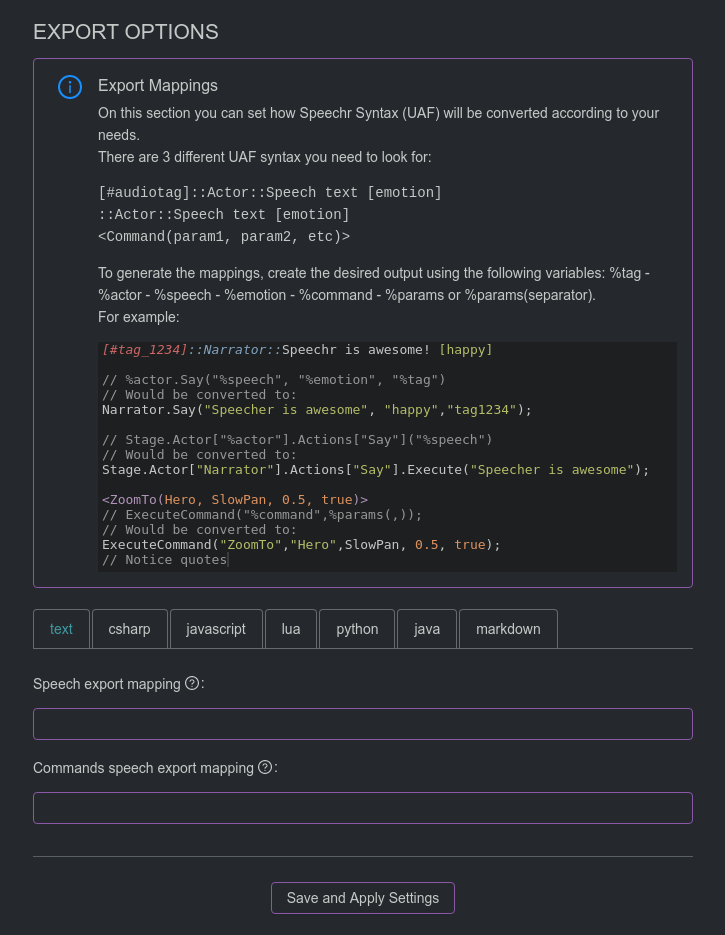 EXPORT OPTIONS
Export Mappings
On this section you can set how Speechr Syntax (UAF) will be converted according to your
needs.
There are 3 different UAF syntax you need to look for:
[#audiotag]::Actor::Speech text [emotion]
::Actor::Speech text [emotion]
<Command(param1, param2, etc)>
To generate the mappings, create the desired output using the following variables: %tag -
%actor - %speech - %emotion - %command - %params or %params(separator).
For example:
[#tag_1234]::Narrator::Speechr is awesome! [happy]
// %actor.Say("%speech", "%emotion", "%tag")
// Would be converted to:
Narrator.Say("Speecher is awesome", "happy","tag1234");
// Stage.Actor["%actor"].Actions["Say"]("%speech")
// Would be converted to:
Stage.Actor["Narrator"].Actions["Say"].Execute("Speecher is awesome");
<ZoomTo(Hero, SlowPan, 0.5, true)>
// ExecuteCommand("%command",%params(,));
// Would be converted to:
ExecuteCommand("ZoomTo","Hero",SlowPan, 0.5, true);
// Notice quotes
text csharp javascript lua python java markdown
Speech export mapping ?:
Commands speech export mapping ?:
Save and Apply Settings